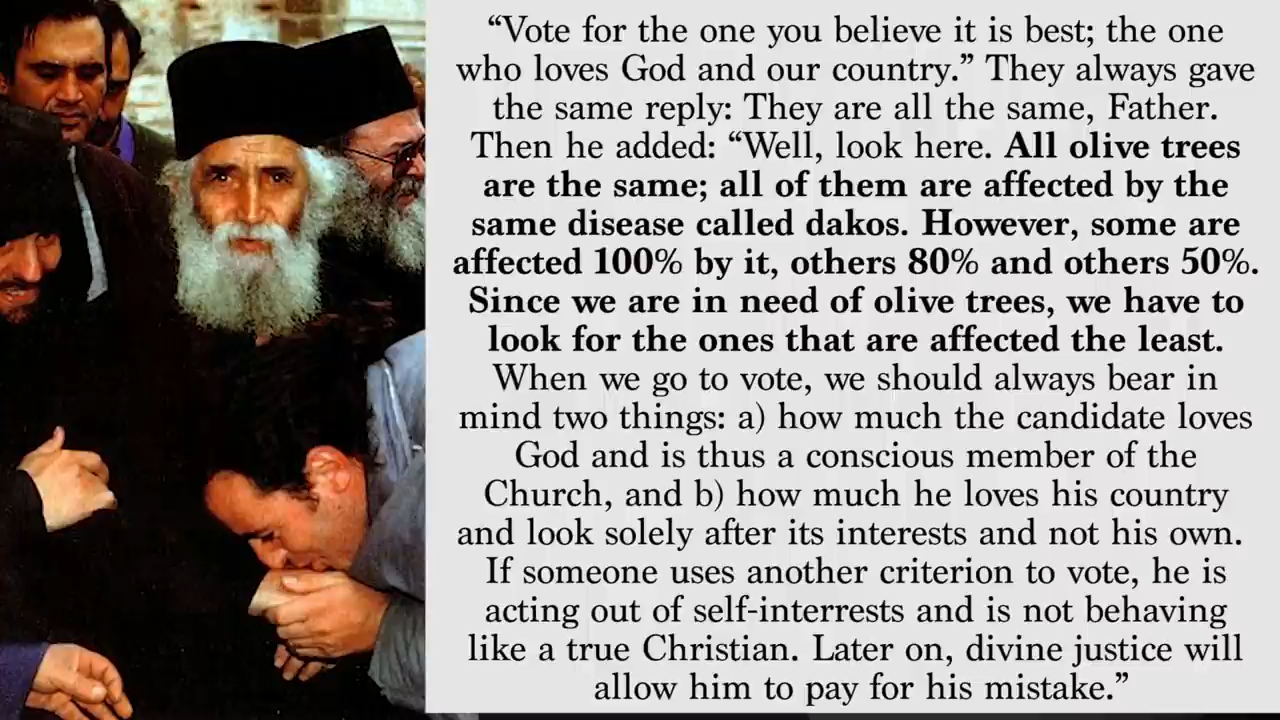 “Vote for the one you believe it is best; the one
who loves God and our country.” They always gave
the same reply: They are all the same, Father.
Then he added: “Well, look here. All olive trees
are the same; all of them are affected by the
same disease called dakos. However, some are
affected 100% by it, others 80% and others 50%.
Since we are in need of olive trees, we have to
look for the ones that are affected the least.
When we go to vote, we should always bear in
mind two things: a) how much the candidate loves
God and is thus a conscious member of the
Church, and b) how much he loves his country
and look solely after its interests and not his own.
If someone uses another criterion to vote, he is
acting out of self-interrests and is not behaving
like a true Christian. Later on, divine justice will
allow him to pay for his mistake.”